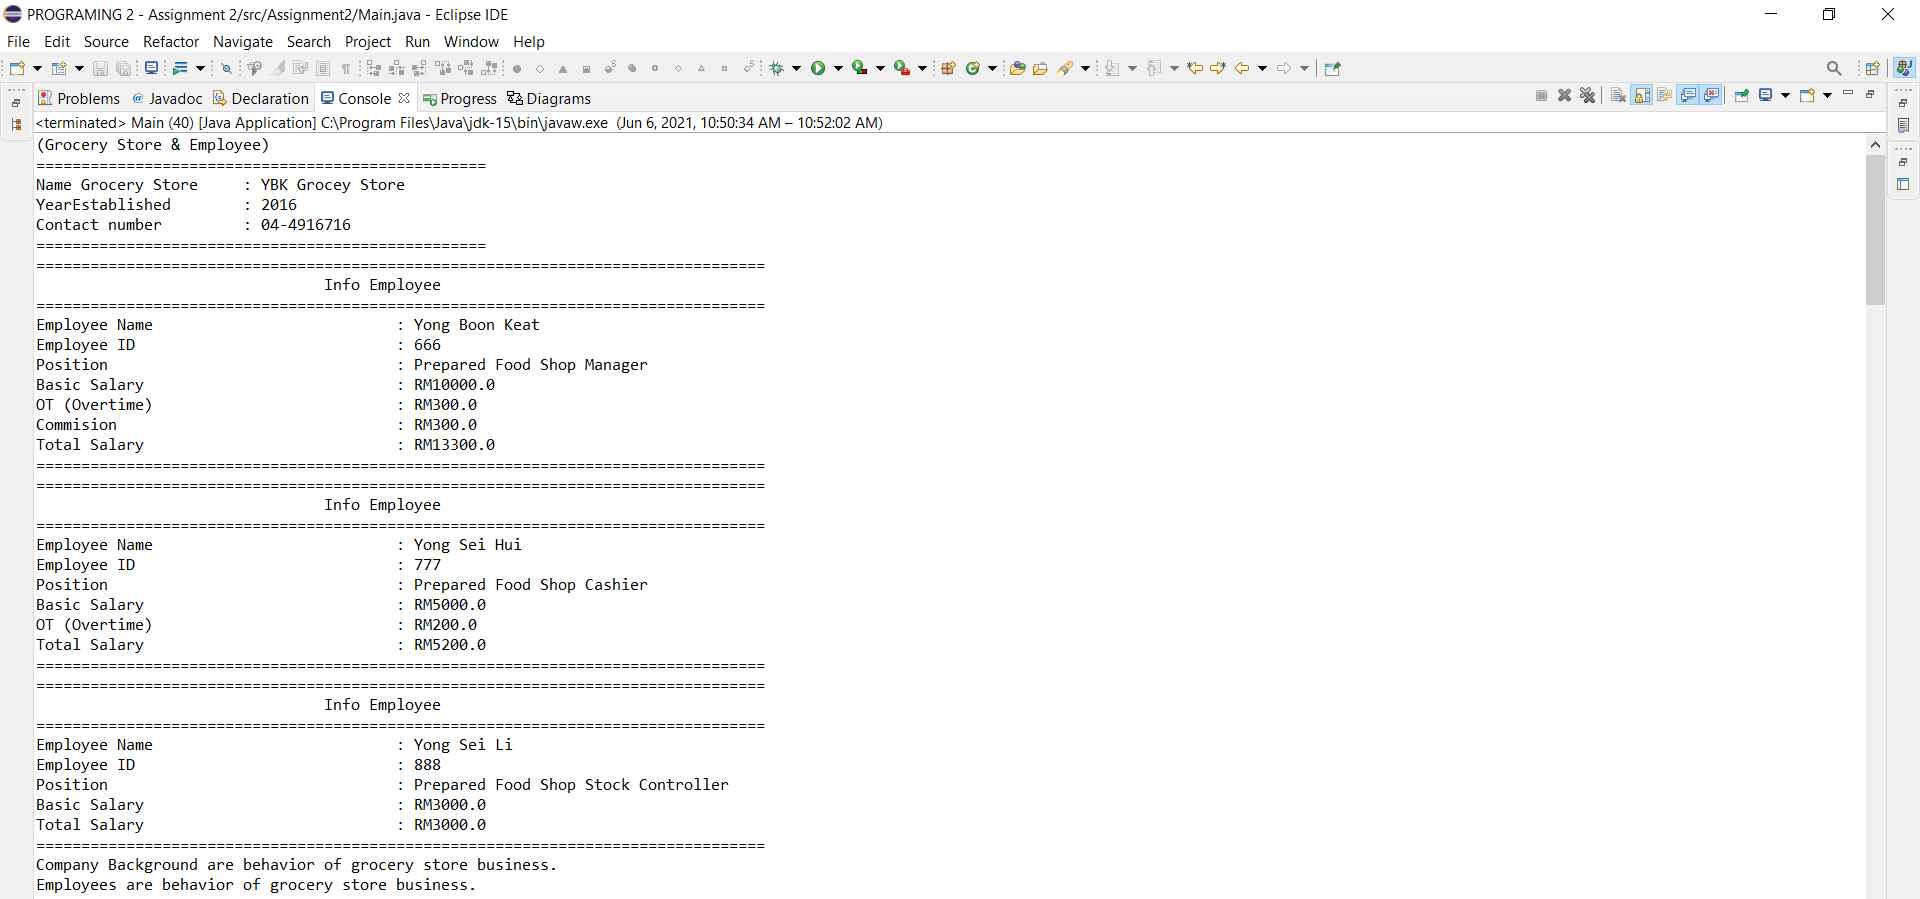 PROGRAMING 2 - Assignment 2/src/Assignment2/Main.java - Eclipse IDE
File Edit Source Refactor Navigate Search Project Run Window Help
Problems @ Javadoc Declaration Console Progress Diagrams
<terminated> Main (40) [Java Application] C:\Program Files\Java\jdk-15\bin\javaw.exe (Jun 6, 2021, 10:50:34 AM – 10:52:02 AM)
(Grocery Store & Employee)
==================================================
Name Grocery Store : YBK Grocey Store
YearEstablished : 2016
Contact number : 04-4916716
==================================================
=================================================================================
Info Employee
=================================================================================
Employee Name : Yong Boon Keat
Employee ID : 666
Position : Prepared Food Shop Manager
Basic Salary : RM10000.0
OT (Overtime) : RM300.0
Commision : RM300.0
Total Salary : RM13300.0
=================================================================================
=================================================================================
Info Employee
=================================================================================
Employee Name : Yong Sei Hui
Employee ID : 777
Position : Prepared Food Shop Cashier
Basic Salary : RM5000.0
OT (Overtime) : RM200.0
Total Salary : RM5200.0
=================================================================================
=================================================================================
Info Employee
=================================================================================
Employee Name : Yong Sei Li
Employee ID : 888
Position : Prepared Food Shop Stock Controller
Basic Salary : RM3000.0
Total Salary : RM3000.0
=================================================================================
Company Background are behavior of grocery store business.
Employees are behavior of grocery store business.